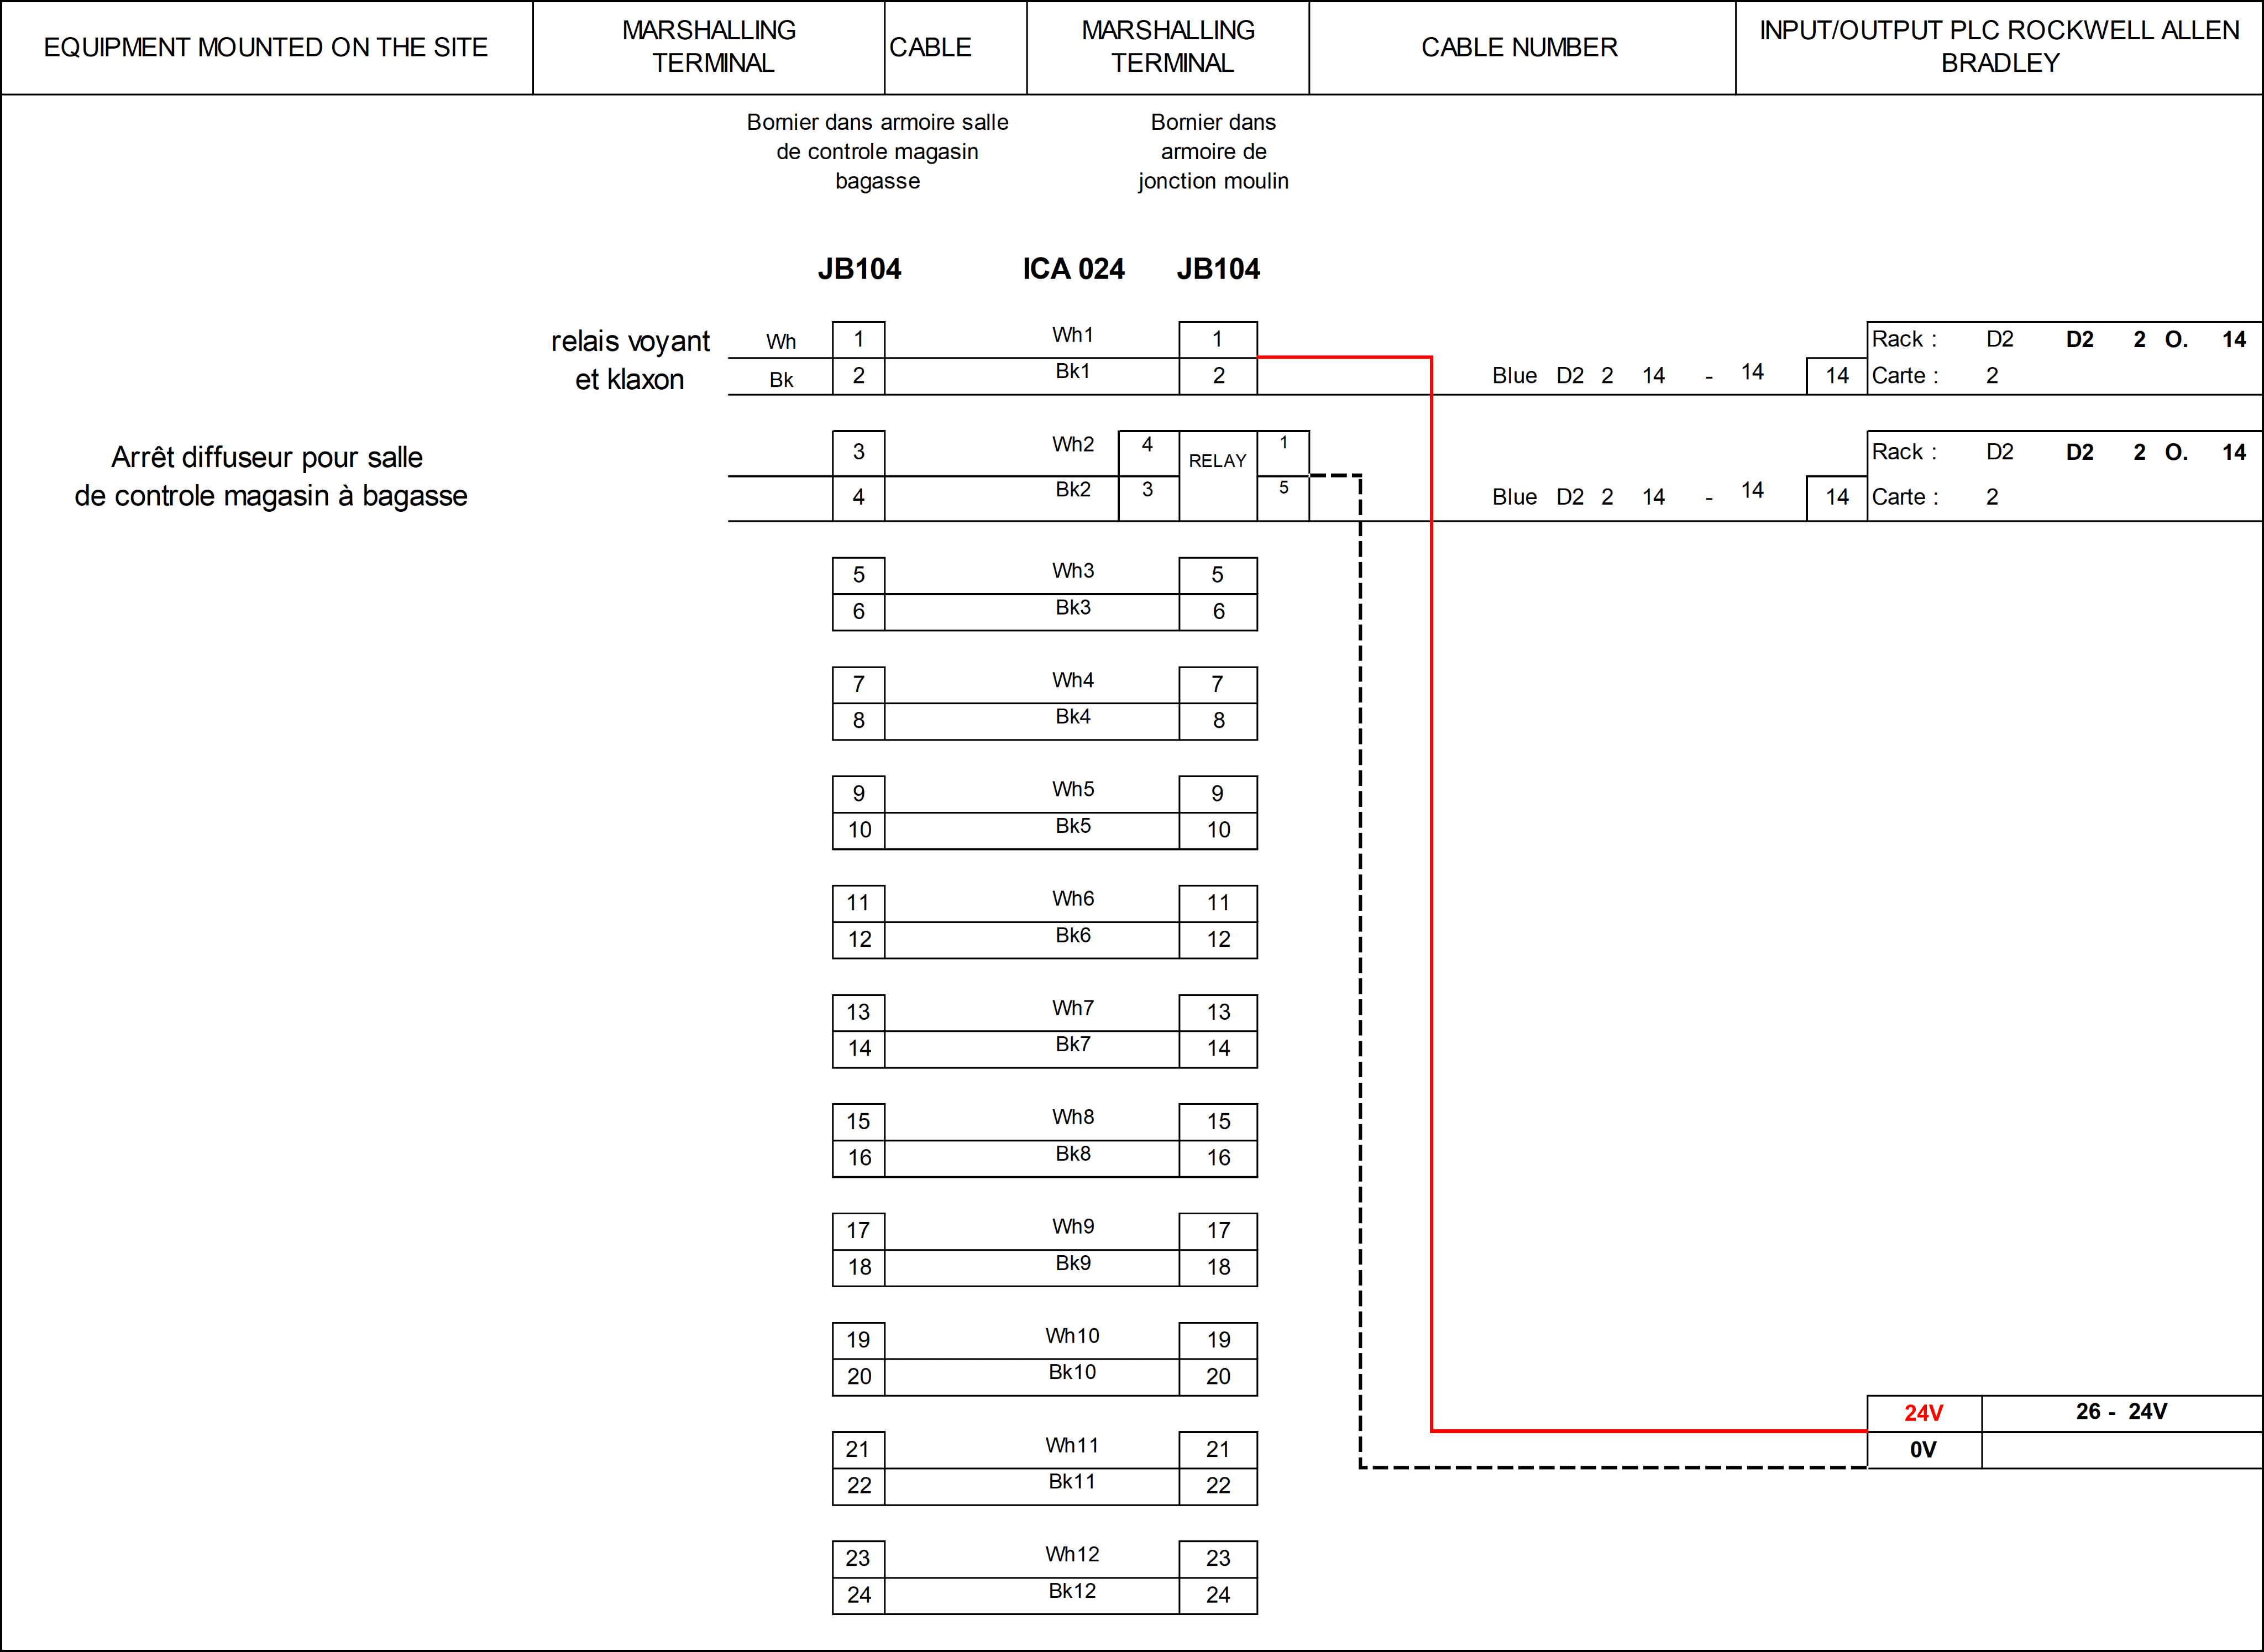 EQUIPMENT MOUNTED ON THE SITE
MARSHALLING
TERMINAL
CABLE
MARSHALLING
TERMINAL
CABLE NUMBER
INPUT/OUTPUT PLC ROCKWELL ALLEN
BRADLEY
Bornier dans armoire salle
de controle magasin
bagasse
Bornier dans
armoire de
jonction moulin
JB104 ICA 024 JB104
relais voyant
et klaxon
Wh 1 Wh1 1 Rack : D2 D2 2 O. 14
Bk 2 Bk1 2 Blue D2 2 14 - 14 14 Carte : 2
Arrêt diffuseur pour salle
de controle magasin à bagasse
3 Wh2 4 RELAY 1 Rack : D2 D2 2 O. 14
4 Bk2 3 5 Blue D2 2 14 - 14 14 Carte : 2
5 Wh3 5
6 Bk3 6
7 Wh4 7
8 Bk4 8
9 Wh5 9
10 Bk5 10
11 Wh6 11
12 Bk6 12
13 Wh7 13
14 Bk7 14
15 Wh8 15
16 Bk8 16
17 Wh9 17
18 Bk9 18
19 Wh10 19
20 Bk10 20
24V 26 - 24V
21 Wh11 21
0V
22 Bk11 22
23 Wh12 23
24 Bk12 24